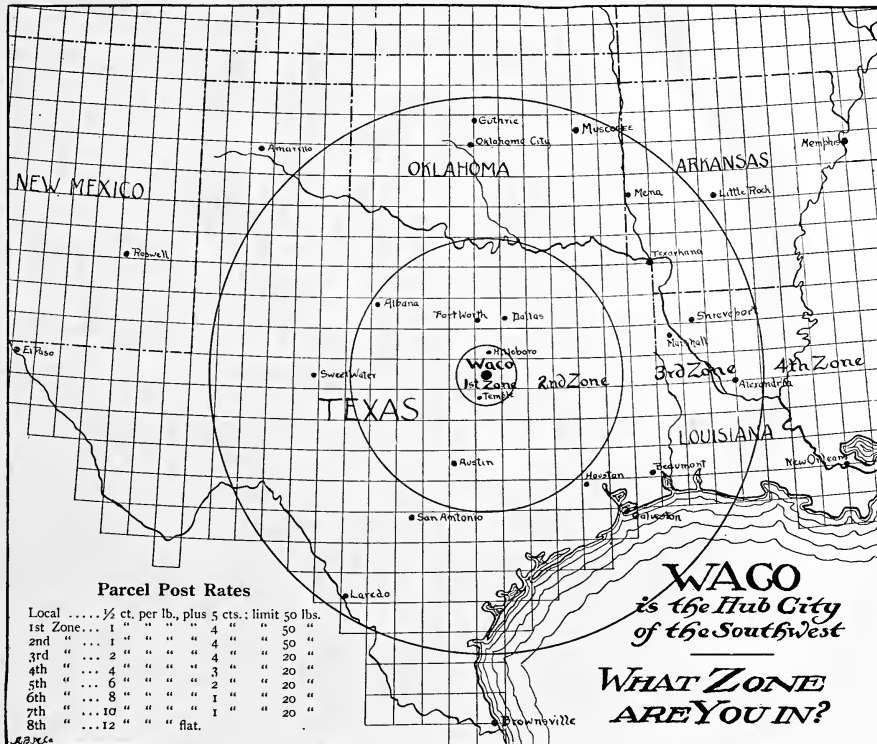 Guthrie
Muscogee
Oklahoma City
Amarillo
Memphis
OKLAHOMA
ARKANSAS
NEW MEXICO
Mena
Little Rock
Roswell
Texarkana
Albana
Fort Worth
Dallas
Shreveport
Marshall
El Paso
Hillsboro
Waco
1st Zone
2nd Zone
3rd Zone
4th Zone
Sweet Water
Temple
Alexandria
TEXAS
LOUISIANA
Austin
Houston
Beaumont
New Orleans
San Antonio
Galveston
Laredo
Brownsville
WACO
is the Hub City
of the Southwest
WHAT ZONE
ARE YOU IN?
Parcel Post Rates
Local ..... ½ ct. per lb., plus 5 cts.: limit 50 lbs.
1st Zone... 1 " " " " 4 " " 50 "
2nd " ... 1 " " " " 4 " " 50 "
3rd " ... 2 " " " " 4 " " 20 "
4th " ... 4 " " " " 3 " " 20 "
5th " ... 6 " " " " 2 " " 20 "
6th " ... 8 " " " " 1 " " 20 "
7th " ... 10 " " " " 1 " " 20 "
8th " ... 12 " " " flat.